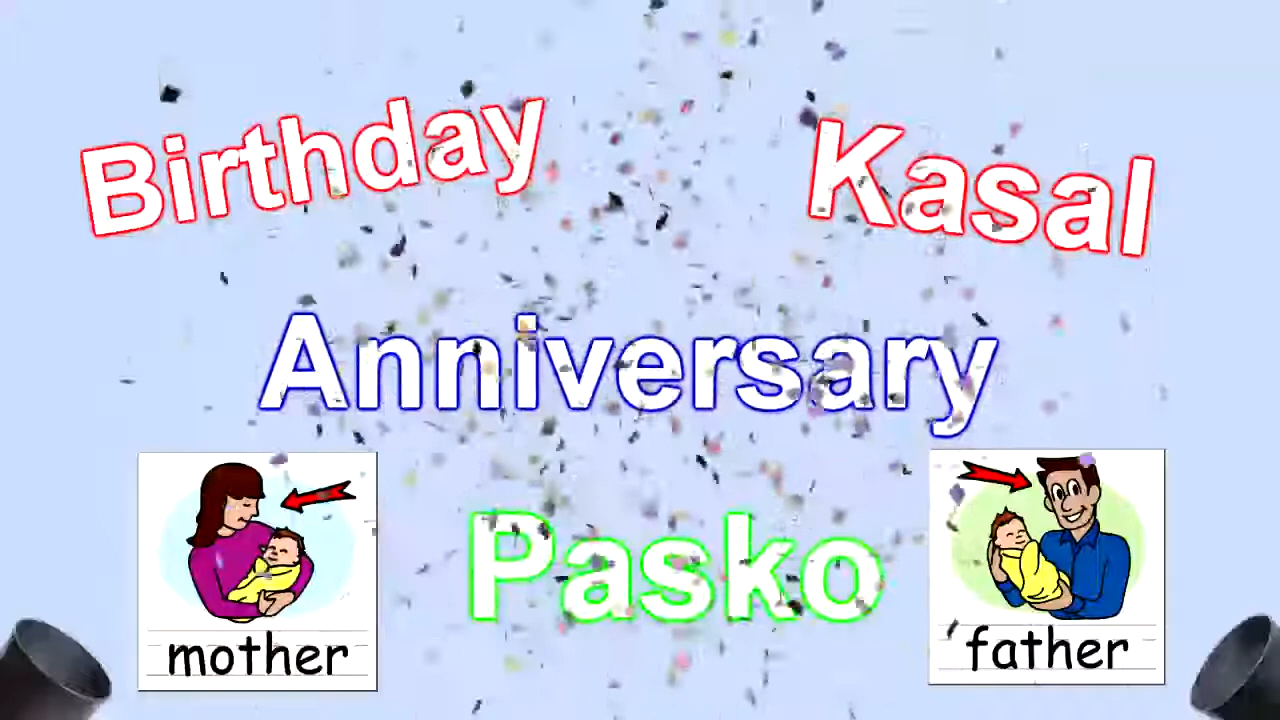 Birthday
Kasal
Anniversary
Pasko
mother
father